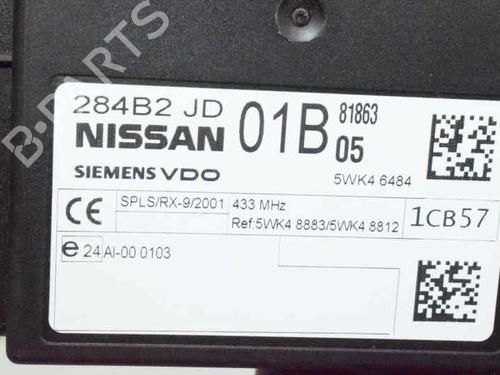 284B2 JD 01B 81863
NISSAN 05
SIEMENS VDO 5WK4 6484
CE SPLS/RX-9/2001 433 MHz 1CB57
Ref:5WK4 8883/5WK4 8812
e 24 AI-00 0103
B-PARTS